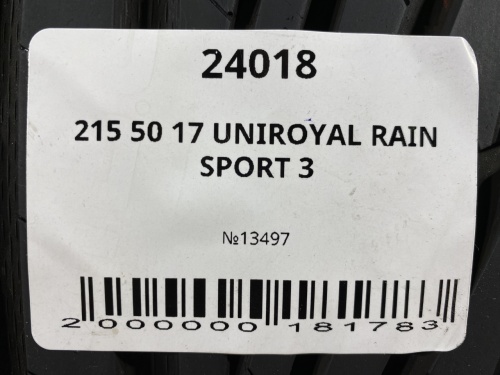 24018
215 50 17 UNIROYAL RAIN
SPORT 3
№13497
2 000000 181783